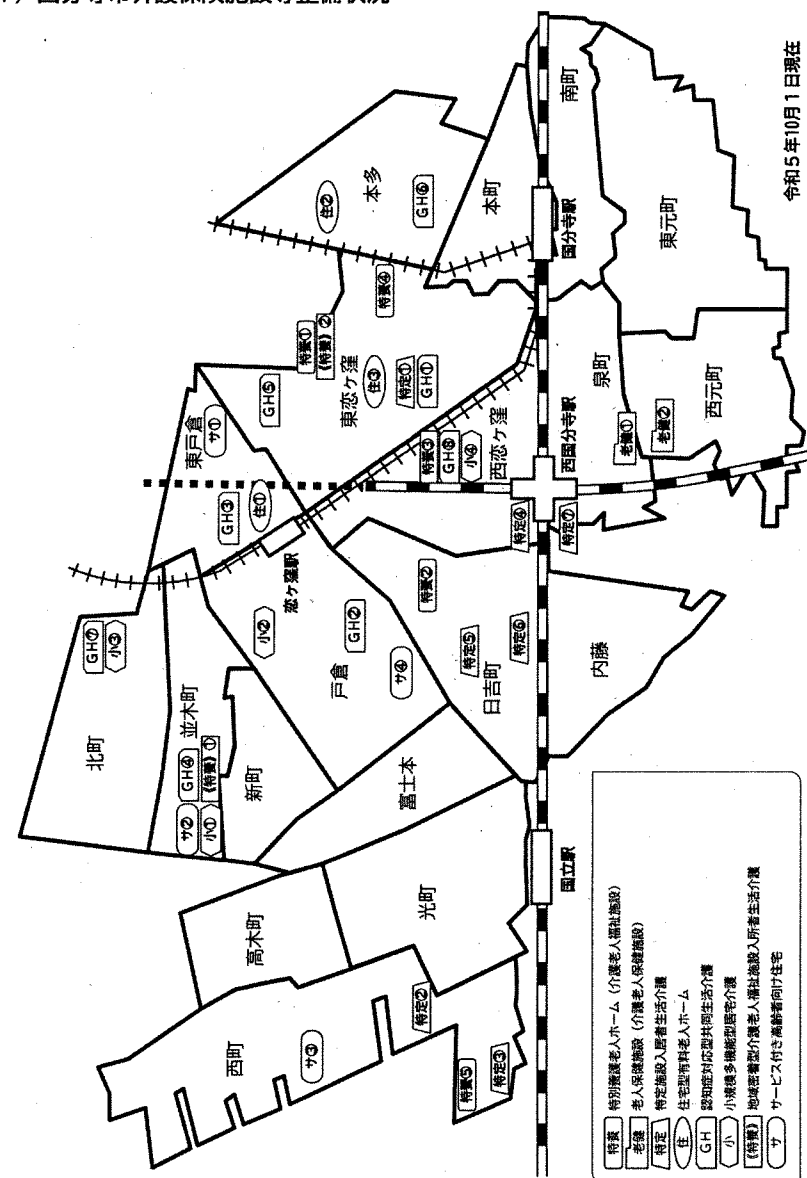 国分寺市介護保険施設等整備状況
令和5年10月1日現在
北町
GH⑦
小③
並木町
サ②
GH④
小①
《特養》①
新町
東戸倉
サ①
GH③
住①
恋ヶ窪駅
戸倉
小②
GH②
サ④
本多
住②
GH⑥
本町
東恋ヶ窪
GH⑤
特養①
《特養》②
特養④
住③
特定①
GH①
西恋ヶ窪
特養③
GH⑧
小④
高木町
富士本
光町
西町
サ③
特定②
特養⑤
特定③
日吉町
特養②
特定⑤
特定⑥
特定④
特定⑦
内藤
国立駅
西国分寺駅
国分寺駅
南町
泉町
老健①
老健②
西元町
東元町
特養 特別養護老人ホーム（介護老人福祉施設）
老健 老人保健施設（介護老人保健施設）
特定 特定施設入居者生活介護
住 住宅型有料老人ホーム
GH 認知症対応型共同生活介護
小 小規模多機能型居宅介護
《特養》 地域密着型介護老人福祉施設入所者生活介護
サ サービス付き高齢者向け住宅